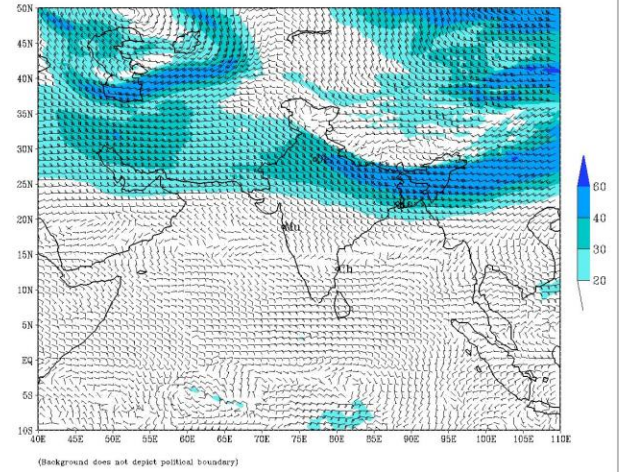 50N
45N
40N
35N
30N
25N
20N
15N
10N
5N
EQ
5S
10S
40E 45E 50E 55E 60E 65E 70E 75E 80E 85E 90E 95E 100E 105E 110E
Mu
Ch
60
40
30
20
(Background does not depict political boundary)